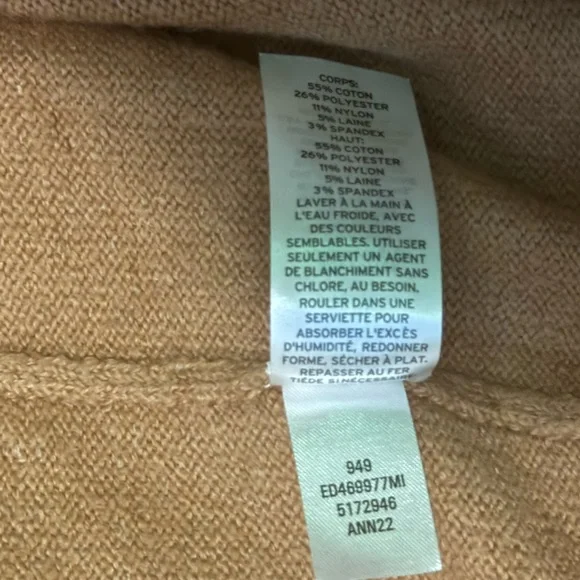 CORPS:
55% COTON
26% POLYESTER
11% NYLON
5% LAINE
3% SPANDEX
HAUT:
55% COTON
26% POLYESTER
11% NYLON
5% LAINE
3% SPANDEX
LAVER À LA MAIN À
L'EAU FROIDE, AVEC
DES COULEURS
SEMBLABLES. UTILISER
SEULEMENT UN AGENT
DE BLANCHIMENT SANS
CHLORE, AU BESOIN.
ROULER DANS UNE
SERVIETTE POUR
ABSORBER L'EXCÈS
D'HUMIDITÉ, REDONNER
FORME, SÉCHER À PLAT.
REPASSER AU FER
TIÈDE SI NÉCESSAIRE.
949
ED469977MI
5172946
ANN22